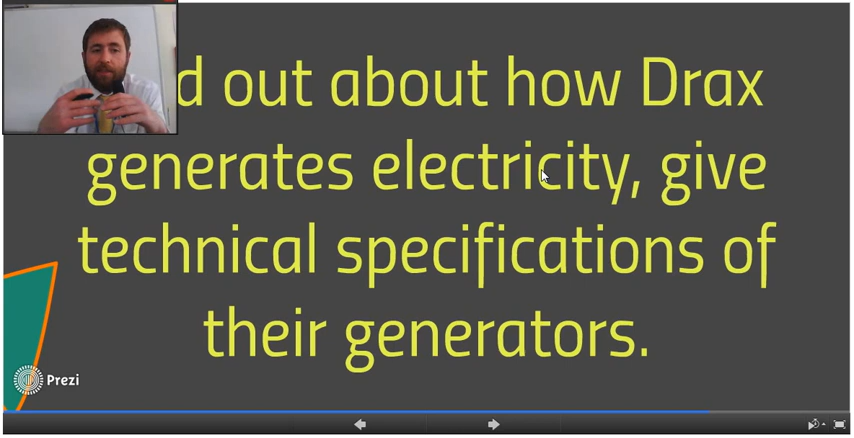 d out about how Drax
generates electricity, give
technical specifications of
their generators.
Prezi